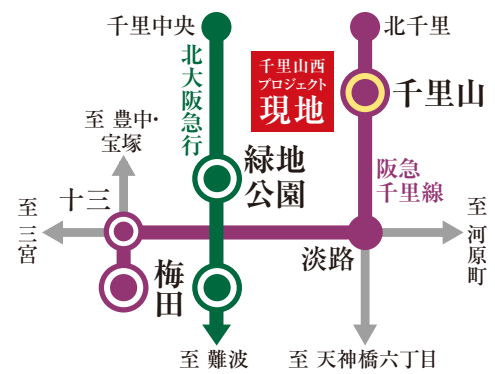 千里中央
北千里
北大阪急行
千里山西
プロジェクト
現地
千里山
至 豊中・
宝塚
緑地
公園
阪急
千里線
十三
至 三宮
至 河原町
淡路
梅田
至 難波
至 天神橋六丁目